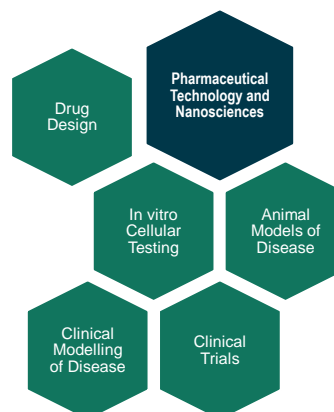 Pharmaceutical
Technology and
Nanosciences
Drug
Design
In vitro
Cellular
Testing
Animal
Models of
Disease
Clinical
Modelling
of Disease
Clinical
Trials